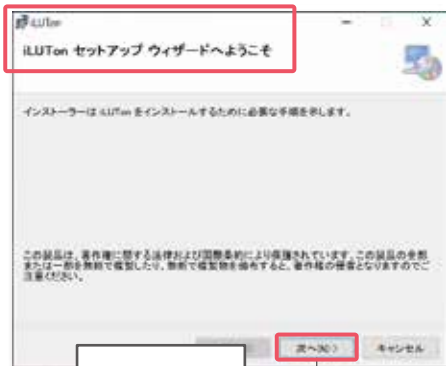 iLUTon
iLUTon セットアップ ウィザードへようこそ
インストーラーは iLUTon をインストールするために必要な手順を示します。
この製品は、著作権に関する法律および国際条約により保護されています。この製品の全部
または一部を無断で複製したり、無断で複製物を頒布すると、著作権の侵害となりますのでご
注意ください。
次へ(N) >
キャンセル